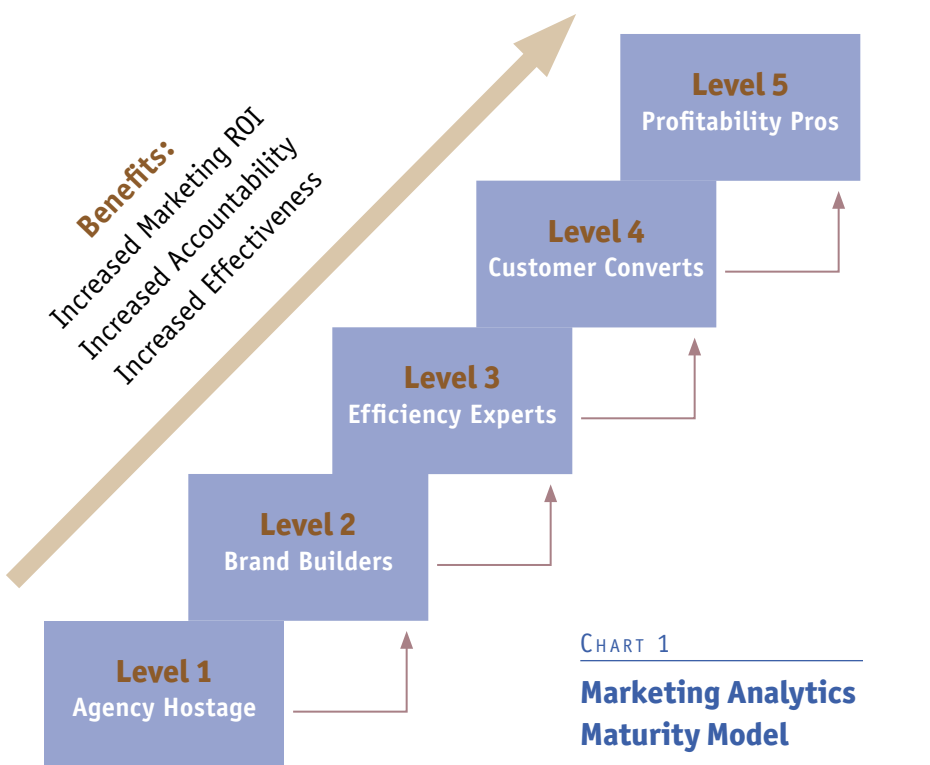 Level 5
Profitability Pros
Benefits:
Increased Marketing ROI
Increased Accountability
Increased Effectiveness
Level 4
Customer Converts
Level 3
Efficiency Experts
Level 2
Brand Builders
Level 1
Agency Hostage
CHART 1
Marketing Analytics
Maturity Model